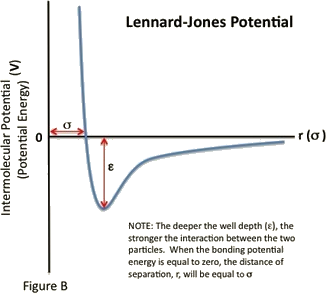 Lennard-Jones Potential
Intermolecular Potential (V)
(Potential Energy)
σ
0
r (σ)
ε
NOTE: The deeper the well depth (ε), the
stronger the interaction between the two
particles. When the bonding potential
energy is equal to zero, the distance of
separation, r, will be equal to σ
Figure B